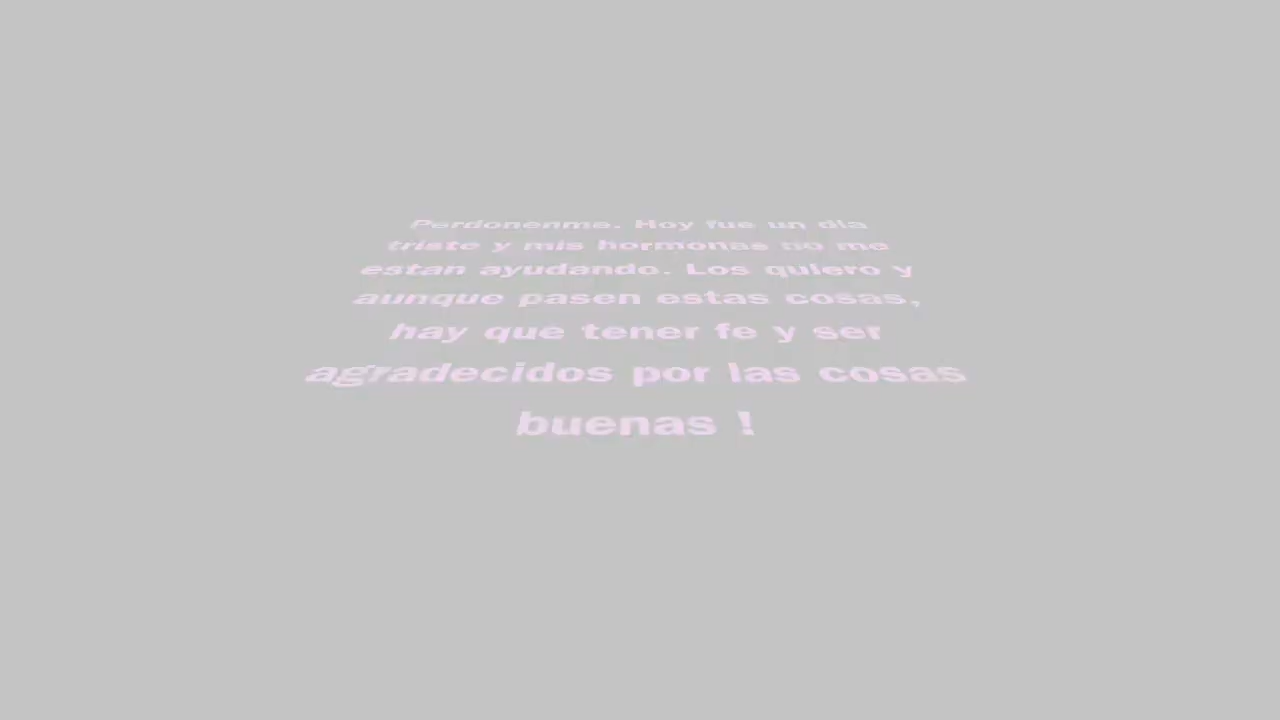 Perdonenme. Hoy fue un dia
triste y mis hormonas no me
estan ayudando. Los quiero y
aunque pasen estas cosas,
hay que tener fe y ser
agradecidos por las cosas
buenas !